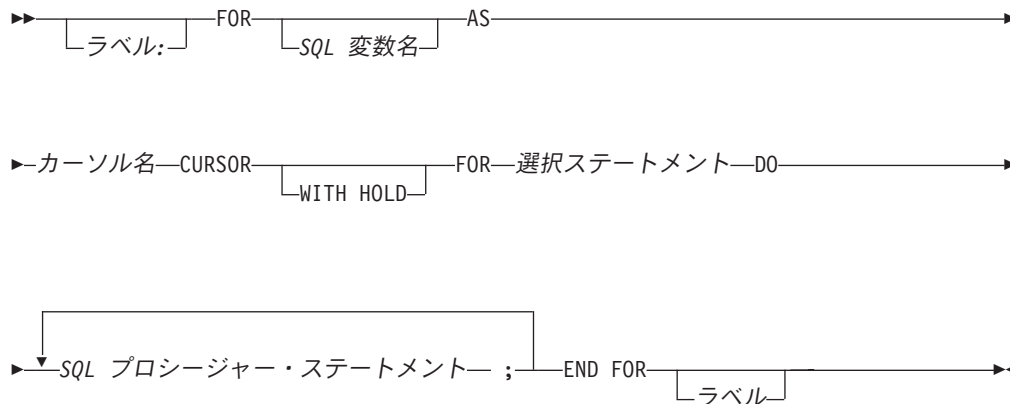 FOR AS
ラベル: SQL 変数名
カーソル名 CURSOR FOR 選択ステートメント DO
WITH HOLD
SQL プロシージャー・ステートメント ; END FOR
ラベル